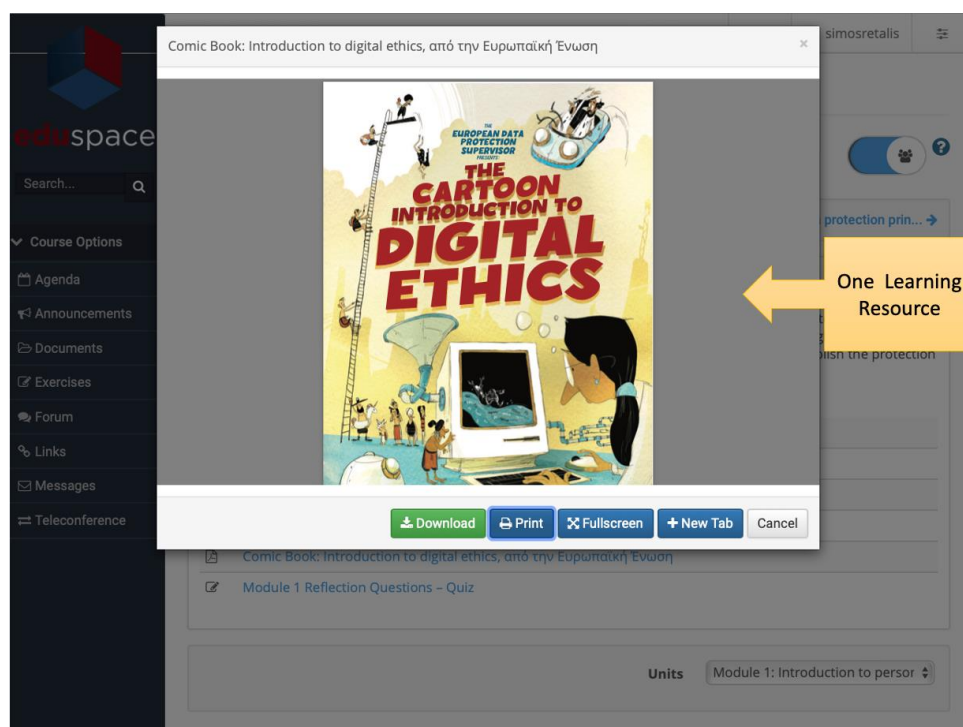 Comic Book: Introduction to digital ethics, από την Ευρωπαϊκή Ένωση
×
simosretalis
eduspace
Search...
Course Options
Agenda
Announcements
Documents
Exercises
Forum
Links
Messages
Teleconference
THE
EUROPEAN DATA
PROTECTION
SUPERVISOR
PRESENTS:
THE
CARTOON
INTRODUCTION TO
DIGITAL
ETHICS
protection prin...
One Learning
Resource
the protection
Download
Print
Fullscreen
New Tab
Cancel
Comic Book: Introduction to digital ethics, από την Ευρωπαϊκή Ένωση
Module 1 Reflection Questions – Quiz
Units
Module 1: Introduction to person